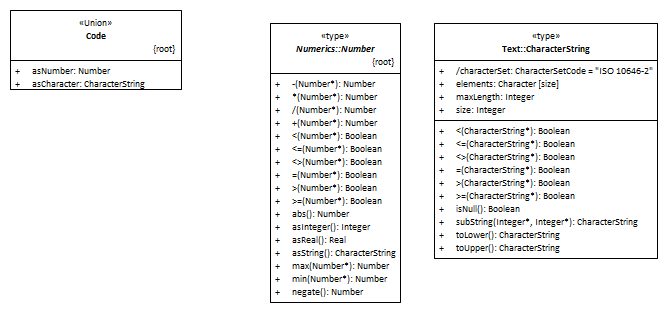 «Union»
Code
{root}
+ asNumber: Number
+ asCharacter: CharacterString
«type»
Numerics::Number
{root}
+ -(Number*): Number
+ *(Number*): Number
+ /(Number*): Number
+ +(Number*): Number
+ <(Number*): Boolean
+ <=(Number*): Boolean
+ <>(Number*): Boolean
+ =(Number*): Boolean
+ >(Number*): Boolean
+ >=(Number*): Boolean
+ abs(): Number
+ asInteger(): Integer
+ asReal(): Real
+ asString(): CharacterString
+ max(Number*): Number
+ min(Number*): Number
+ negate(): Number
«type»
Text::CharacterString
+ /characterSet: CharacterSetCode = "ISO 10646-2"
+ elements: Character [size]
+ maxLength: Integer
+ size: Integer
+ <(CharacterString*): Boolean
+ <=(CharacterString*): Boolean
+ <>(CharacterString*): Boolean
+ =(CharacterString*): Boolean
+ >(CharacterString*): Boolean
+ >=(CharacterString*): Boolean
+ isNull(): Boolean
+ subString(Integer*, Integer*): CharacterString
+ toLower(): CharacterString
+ toUpper(): CharacterString